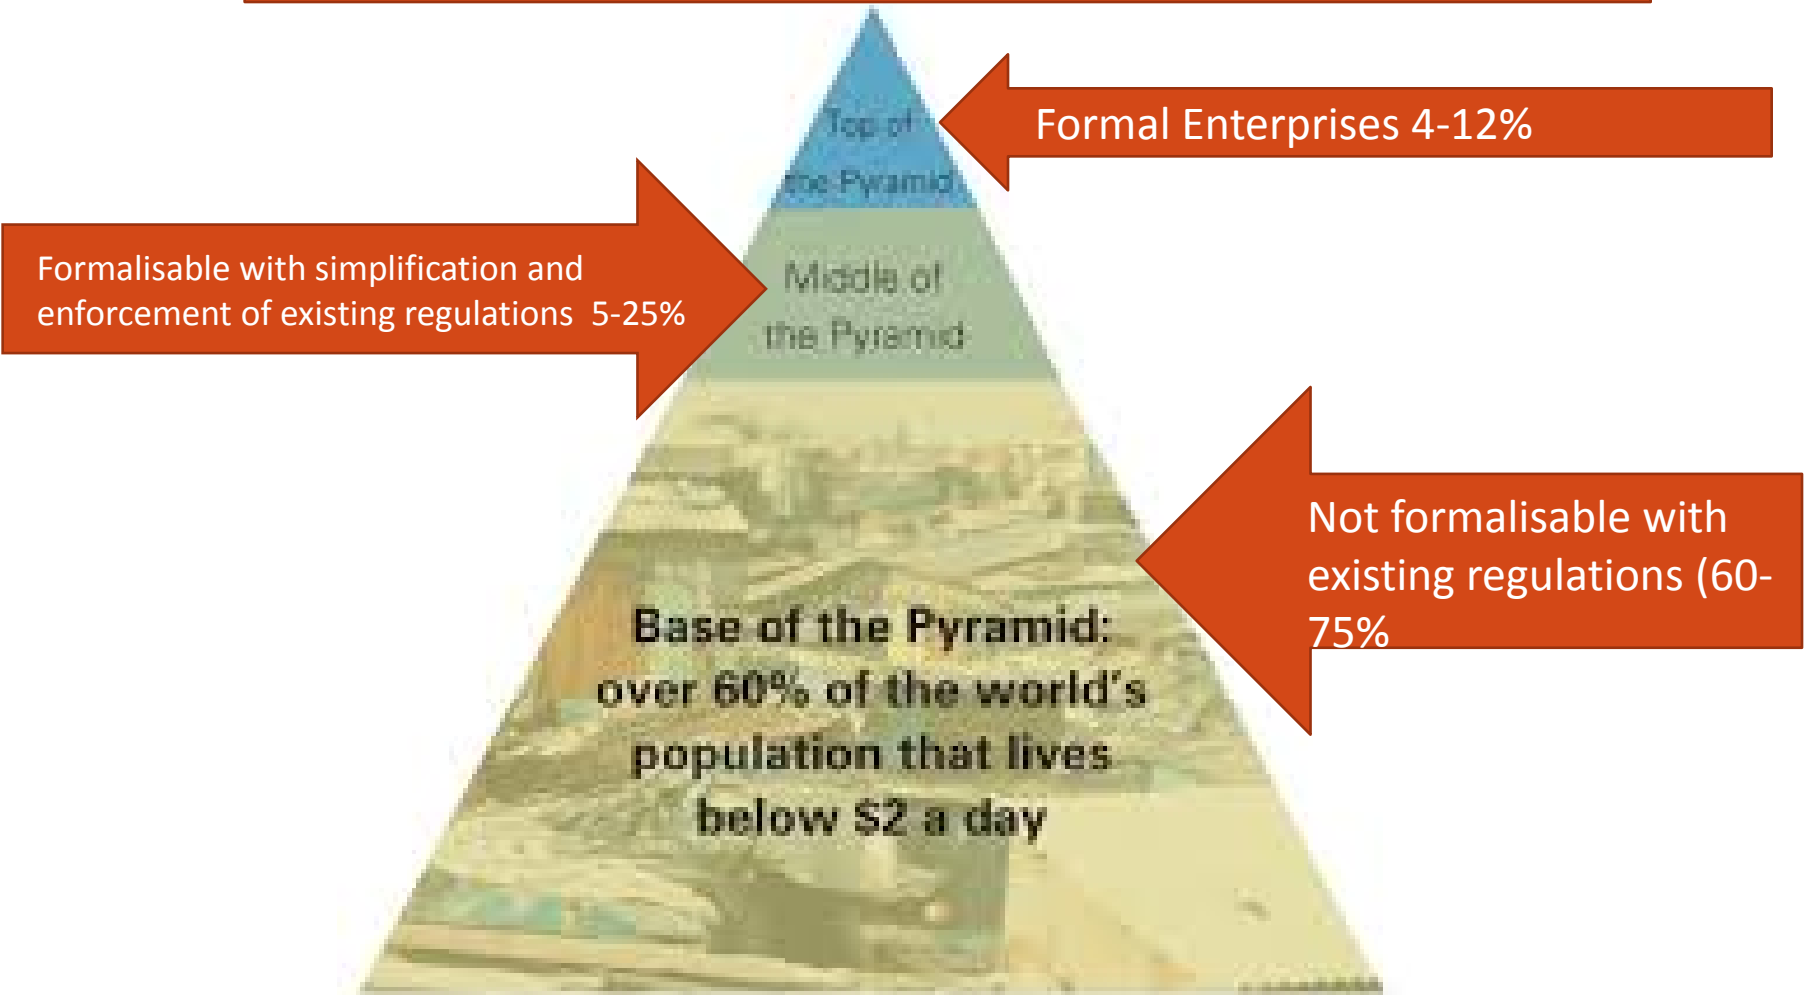 Top of
the Pyramid
Formal Enterprises 4-12%
Formalisable with simplification and
enforcement of existing regulations 5-25%
Middle of
the Pyramid
Not formalisable with
existing regulations (60-
75%
Base of the Pyramid:
over 60% of the world's
population that lives
below $2 a day